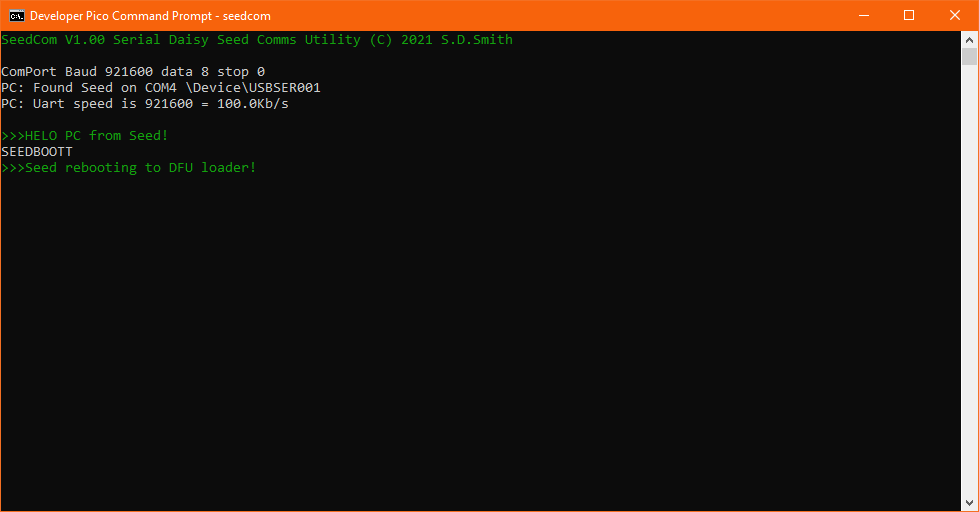 Developer Pico Command Prompt - seedcom
SeedCom V1.00 Serial Daisy Seed Comms Utility (C) 2021 S.D.Smith
ComPort Baud 921600 data 8 stop 0
PC: Found Seed on COM4 \Device\USBSER001
PC: Uart speed is 921600 = 100.0Kb/s
>>>HELO PC from Seed!
SEEDBOOTT
>>>Seed rebooting to DFU loader!